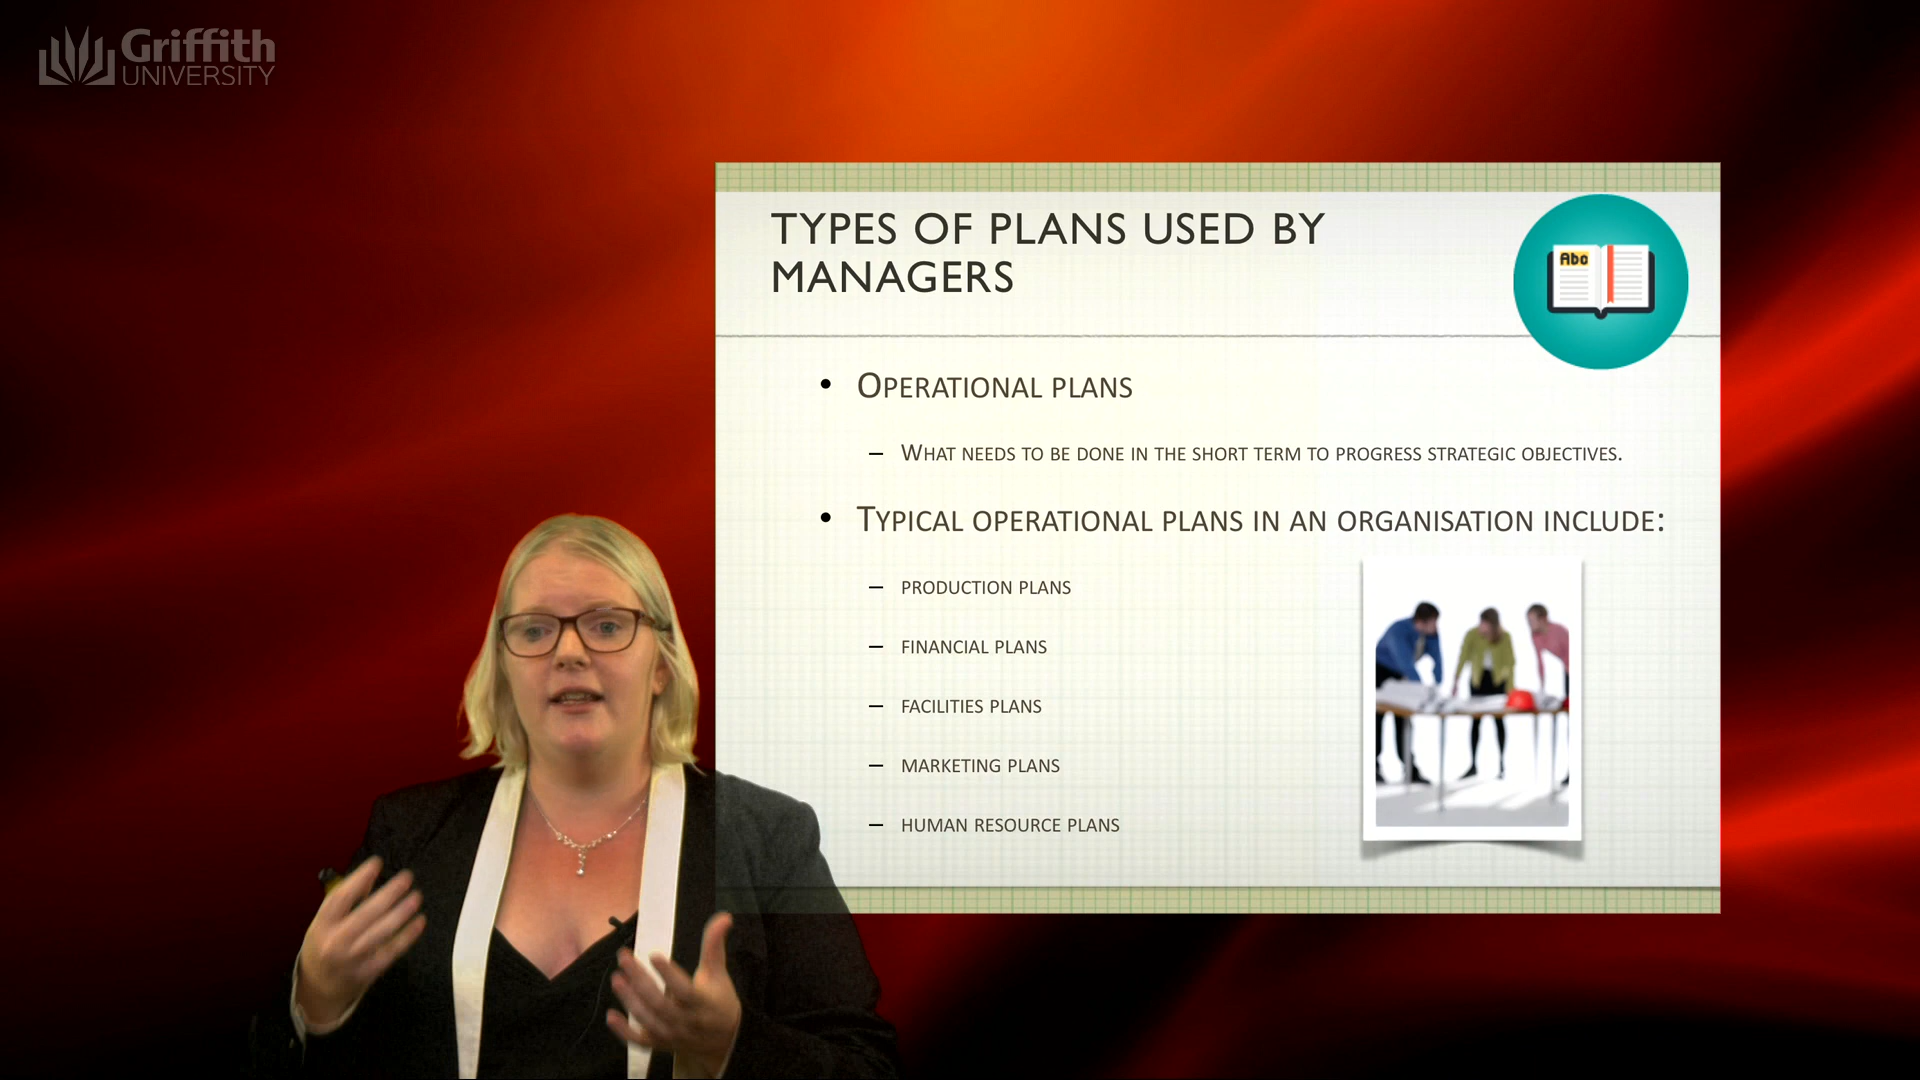 Griffith
UNIVERSITY
TYPES OF PLANS USED BY
MANAGERS
Abo
• OPERATIONAL PLANS
– WHAT NEEDS TO BE DONE IN THE SHORT TERM TO PROGRESS STRATEGIC OBJECTIVES.
• TYPICAL OPERATIONAL PLANS IN AN ORGANISATION INCLUDE:
– PRODUCTION PLANS
– FINANCIAL PLANS
– FACILITIES PLANS
– MARKETING PLANS
– HUMAN RESOURCE PLANS